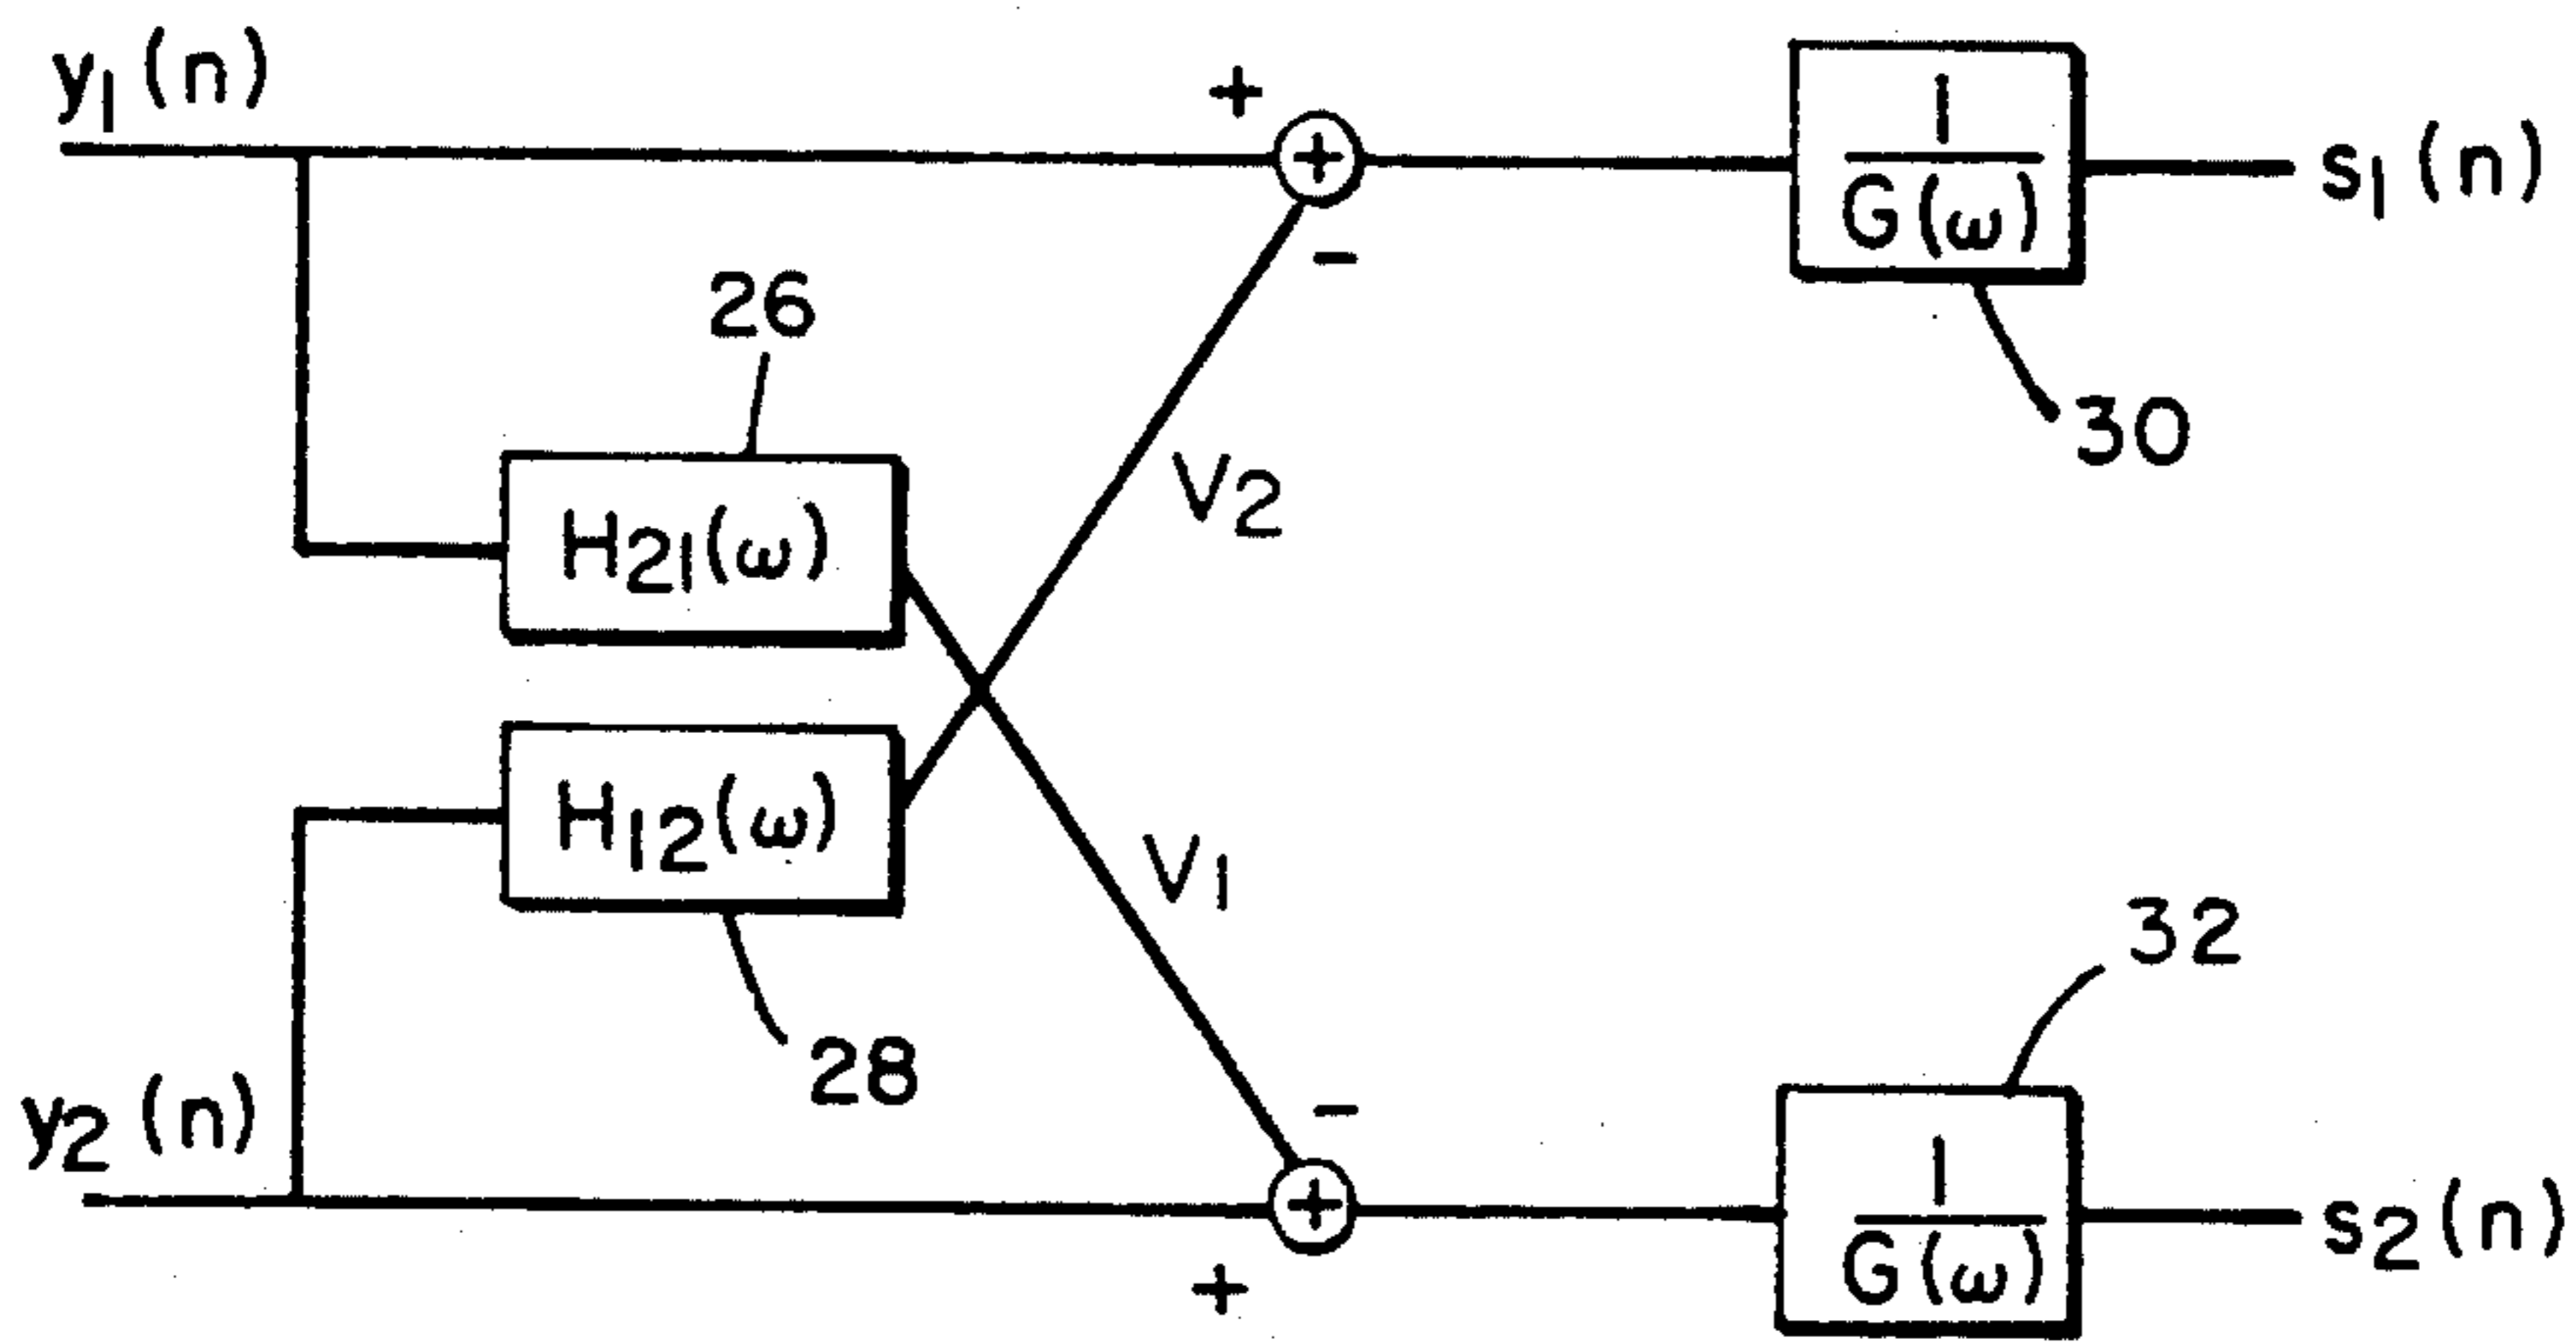 y1(n)
+
+
−
1
G(ω)
s1(n)
30
26
H21(ω)
V2
H12(ω)
V1
28
y2(n)
−
+
+
32
1
G(ω)
s2(n)